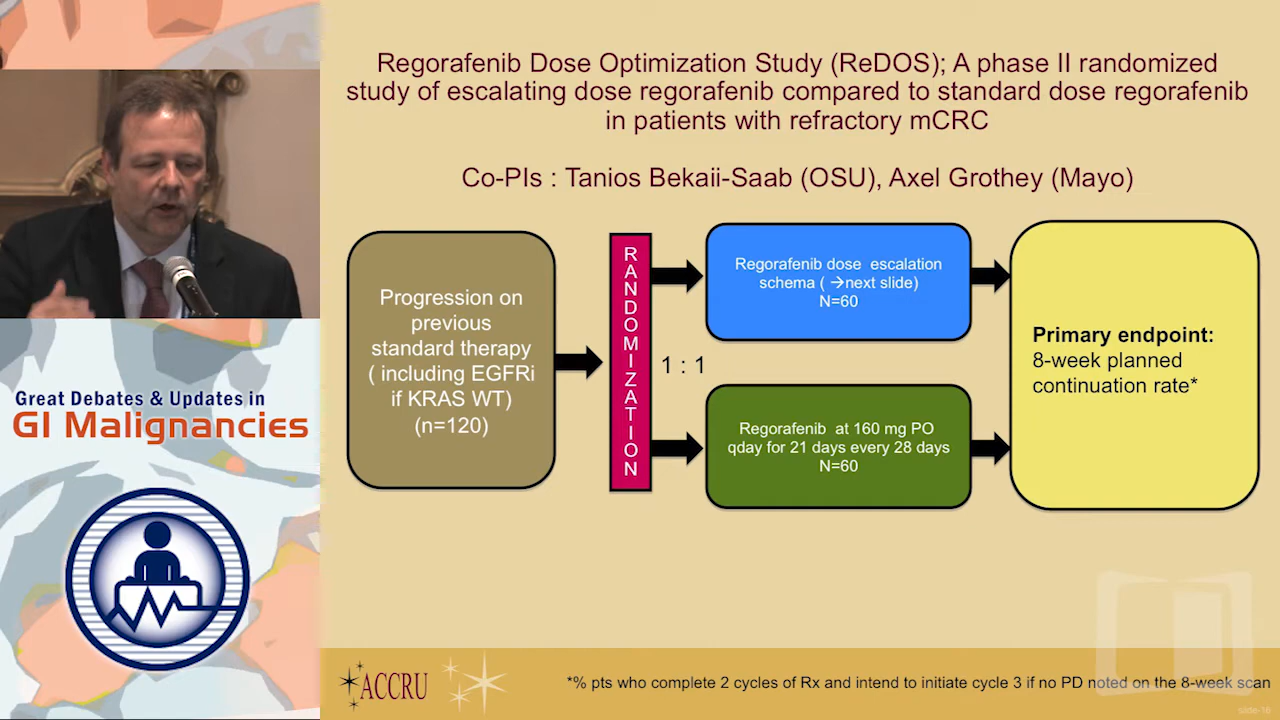 Regorafenib Dose Optimization Study (ReDOS); A phase II randomized
study of escalating dose regorafenib compared to standard dose regorafenib
in patients with refractory mCRC
Co-PIs : Tanios Bekaii-Saab (OSU), Axel Grothey (Mayo)
Progression on
previous
standard therapy
( including EGFRi
if KRAS WT)
(n=120)
RANDOMIZATION
1 : 1
Regorafenib dose  escalation
schema ( →next slide)
N=60
Regorafenib  at 160 mg PO
qday for 21 days every 28 days
N=60
Primary endpoint:
8-week planned
continuation rate*
Great Debates & Updates in
GI Malignancies
ACCRU
*% pts who complete 2 cycles of Rx and intend to initiate cycle 3 if no PD noted on the 8-week scan
slide-16